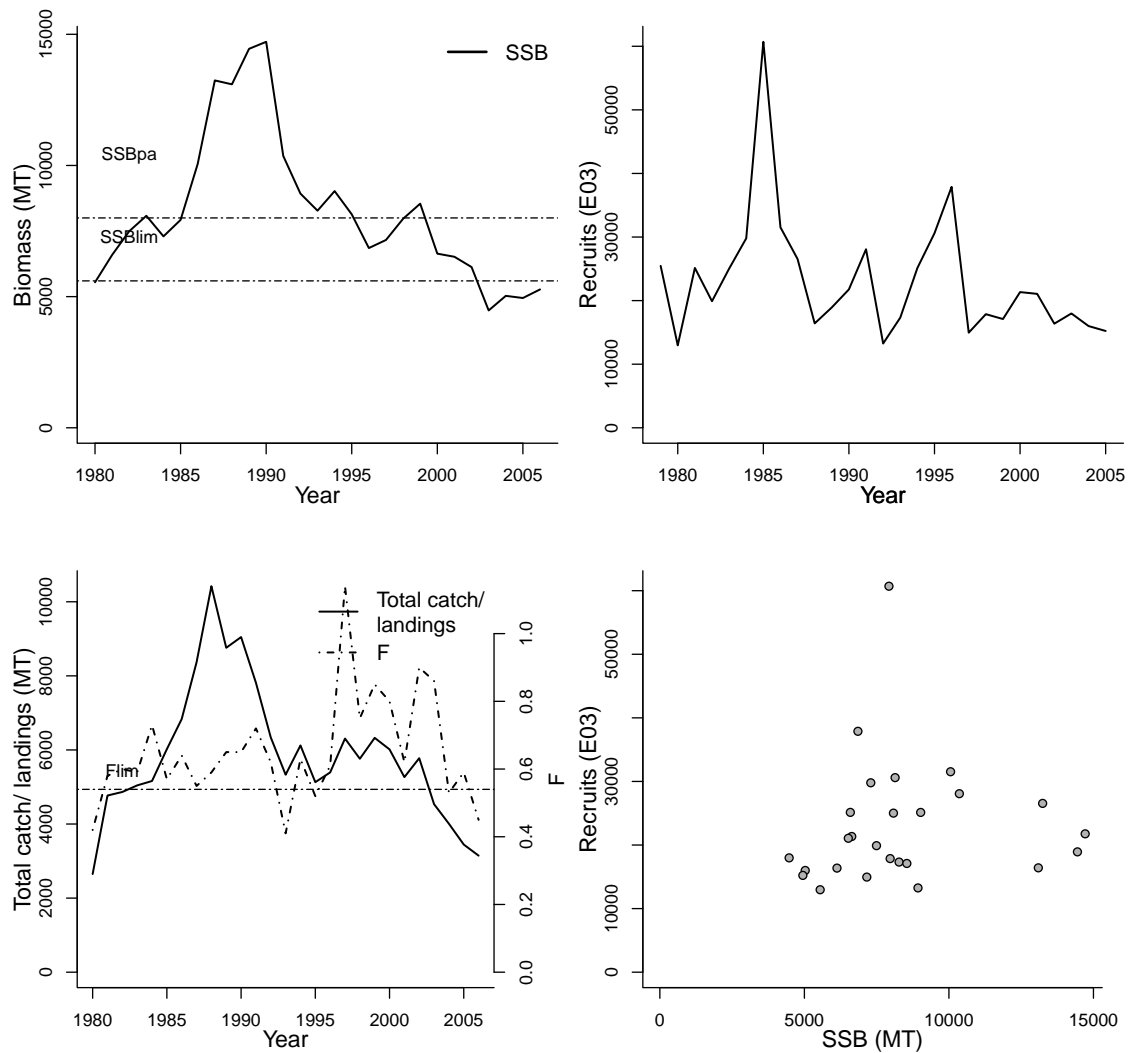 SSB
SSBpa
SSBlim
Biomass (MT)
0
5000
10000
15000
1980
1985
1990
1995
2000
2005
Year
Recruits (E03)
0
10000
30000
50000
1980
1985
1990
1995
2000
2005
Year
Total catch/
landings
F
Flim
Total catch/ landings (MT)
0
2000
4000
6000
8000
10000
F
0.0
0.2
0.4
0.6
0.8
1.0
1980
1985
1990
1995
2000
2005
Year
Recruits (E03)
0
10000
30000
50000
0
5000
10000
15000
SSB (MT)